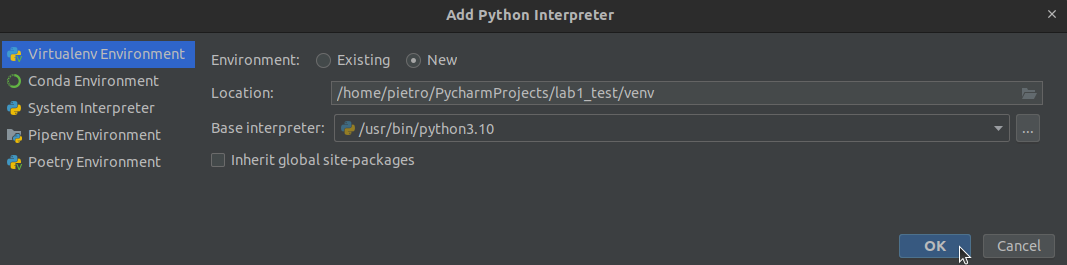 Add Python Interpreter
Virtualenv Environment
Conda Environment
System Interpreter
Pipenv Environment
Poetry Environment
Environment: Existing New
Location: /home/pietro/PycharmProjects/lab1_test/venv
Base interpreter: /usr/bin/python3.10 ...
Inherit global site-packages
OK Cancel